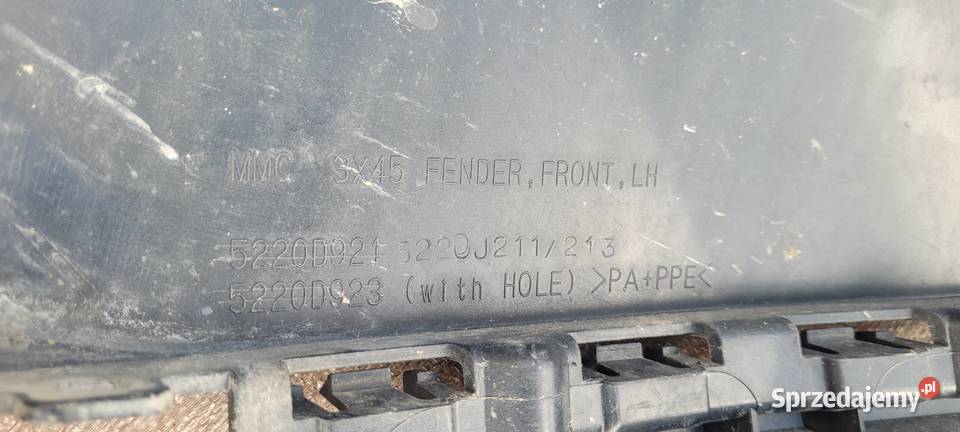 MMC 3X45 FENDER, FRONT, LH
5220D921 5220J211/213
5220D923 (with HOLE) >PA+PPE<
Sprzedajemy .pl